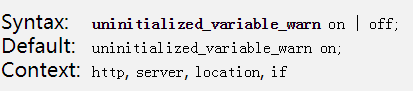 Syntax: uninitialized_variable_warn on | off;
Default: uninitialized_variable_warn on;
Context: http, server, location, if